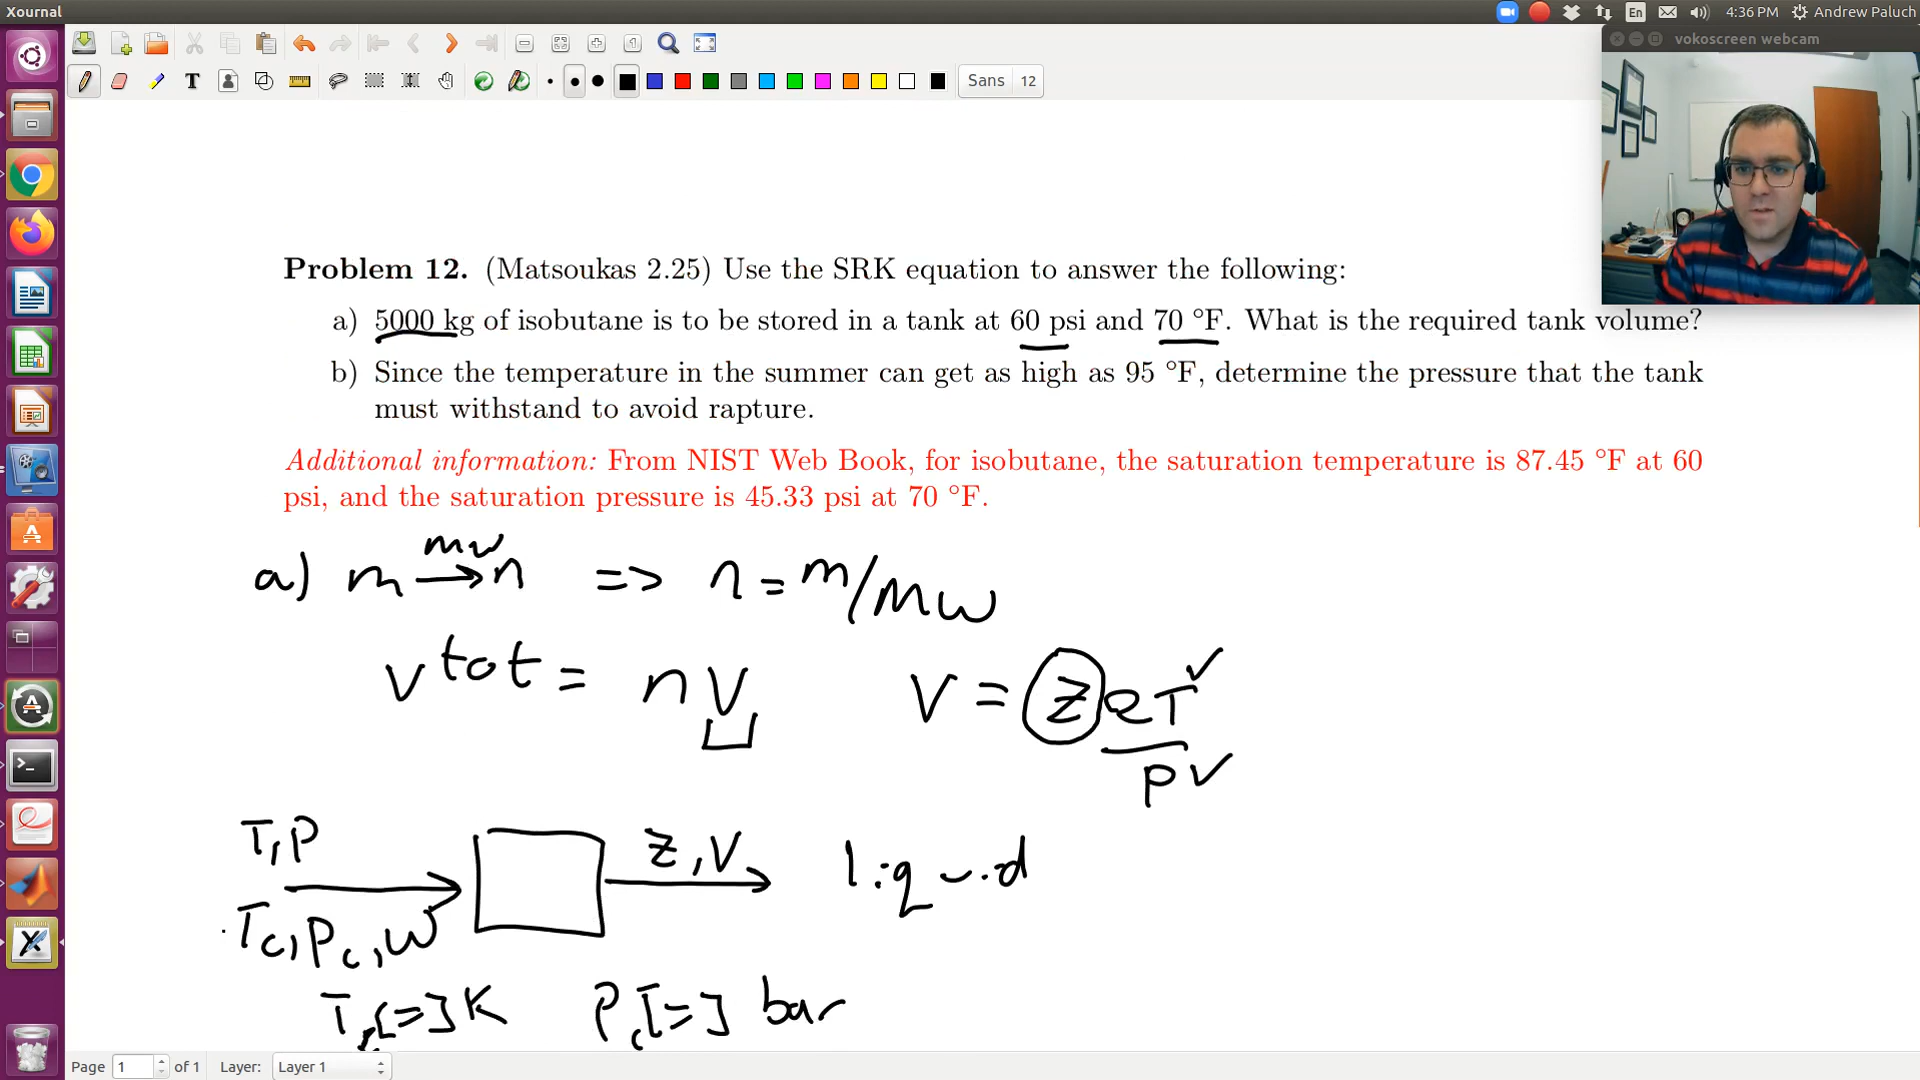 Xournal
En
4:36 PM
Andrew Paluch
vokoscreen webcam
T
1
Sans 12
Problem 12. (Matsoukas 2.25) Use the SRK equation to answer the following:
a) 5000 kg of isobutane is to be stored in a tank at 60 psi and 70 °F. What is the required tank volume?
b) Since the temperature in the summer can get as high as 95 °F, determine the pressure that the tank
must withstand to avoid rapture.
Additional information: From NIST Web Book, for isobutane, the saturation temperature is 87.45 °F at 60
psi, and the saturation pressure is 45.33 psi at 70 °F.
a) m →^{mw} n => n = m/MW
V^{tot} = nV V = ZRT/P ✓ ✓
T,P Z,V liquid
Tc,Pc,ω
Tc[=]K Pc[=] bar
Page 1 of 1 Layer: Layer 1